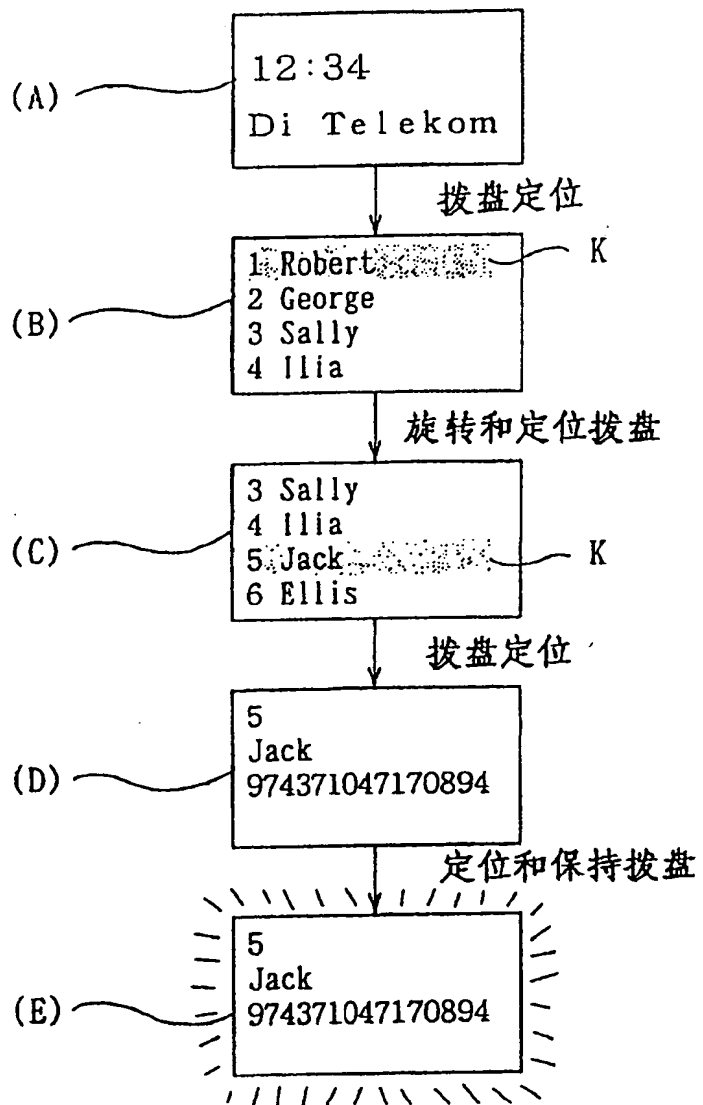 12:34
(A)
Di Telekom
拨盘定位
1 Robert
K
2 George
(B)
3 Sally
4 Ilia
旋转和定位拨盘
3 Sally
4 Ilia
(C)
5 Jack
K
6 Ellis
拨盘定位
5
Jack
(D)
974371047170894
定位和保持拨盘
5
Jack
(E)
974371047170894